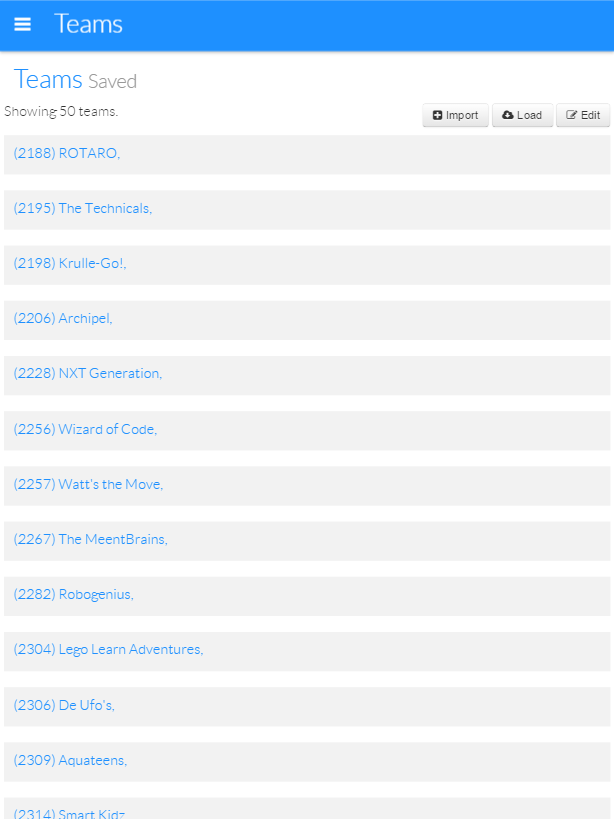 Teams
Teams Saved
Showing 50 teams.
Import Load Edit
(2188) ROTARO,
(2195) The Technicals,
(2198) Krulle-Go!,
(2206) Archipel,
(2228) NXT Generation,
(2256) Wizard of Code,
(2257) Watt's the Move,
(2267) The MeentBrains,
(2282) Robogenius,
(2304) Lego Learn Adventures,
(2306) De Ufo's,
(2309) Aquateens,
(2314) Smart Kidz